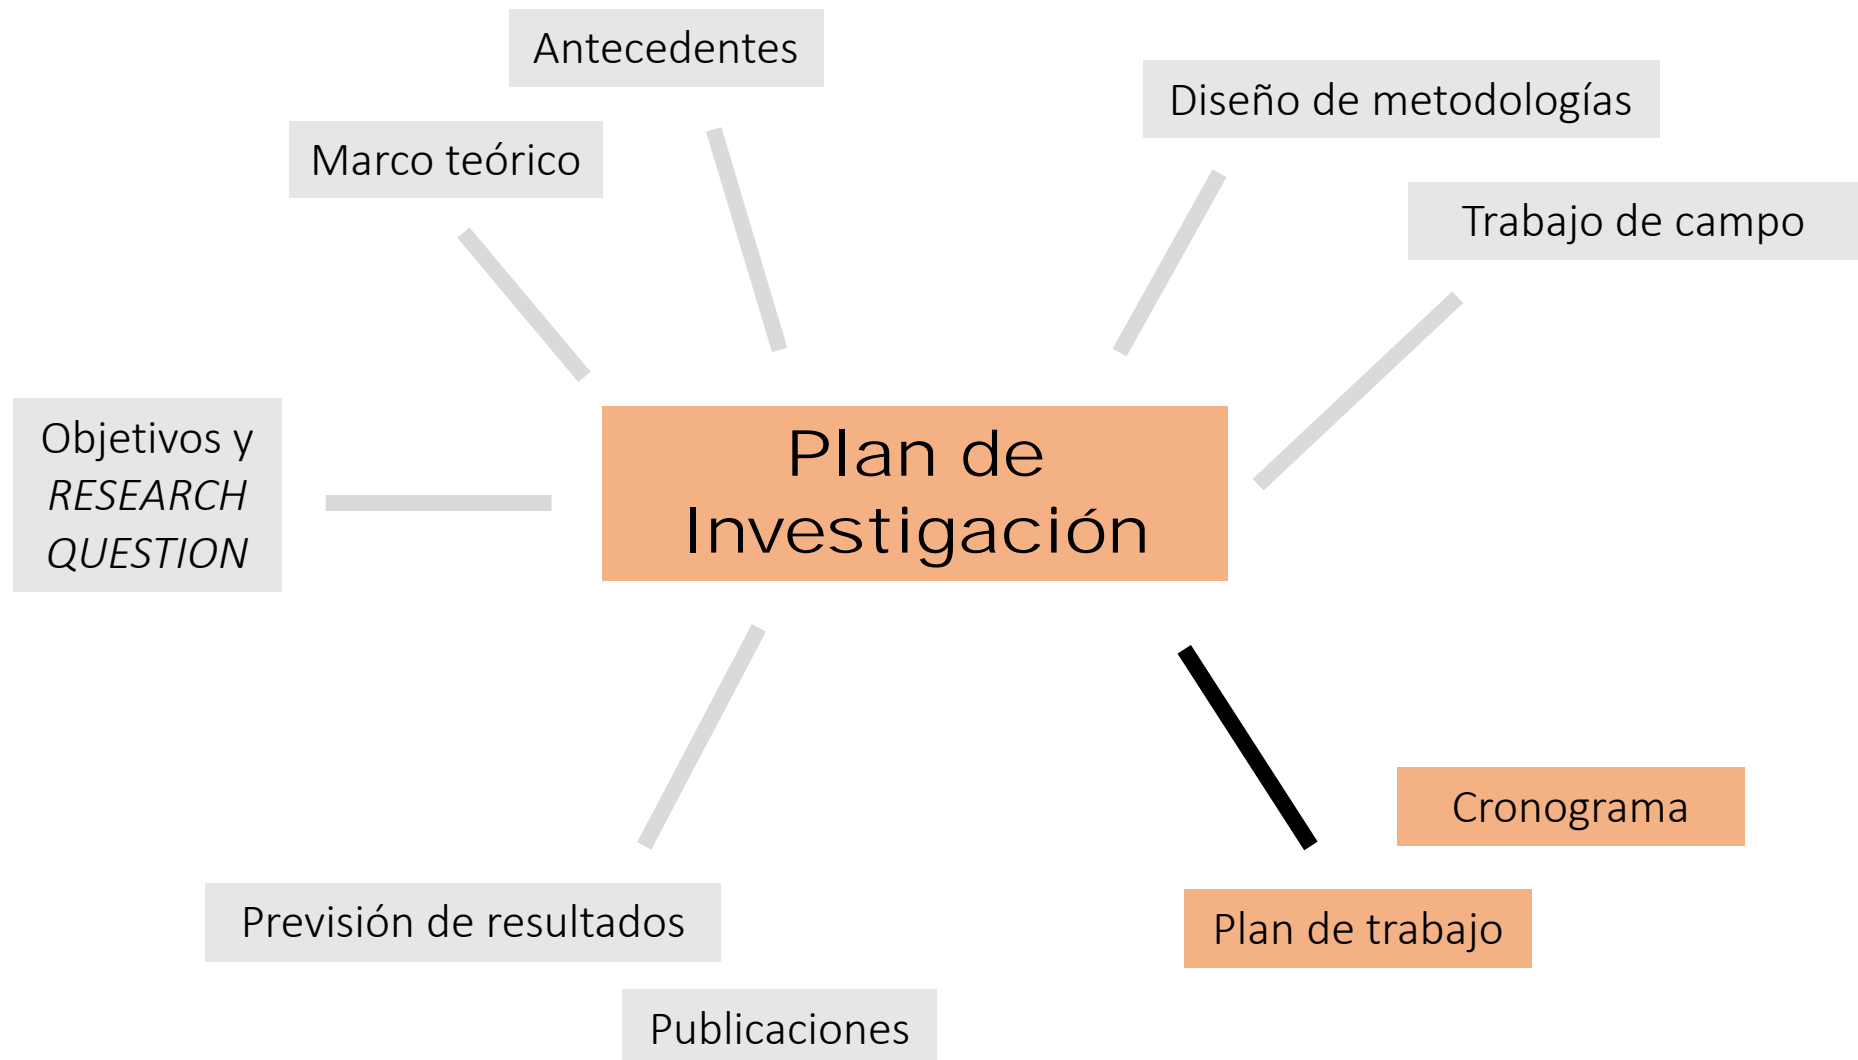 Antecedentes
Diseño de metodologías
Marco teórico
Trabajo de campo
Objetivos y
RESEARCH
QUESTION
Plan de
Investigación
Cronograma
Previsión de resultados
Plan de trabajo
Publicaciones